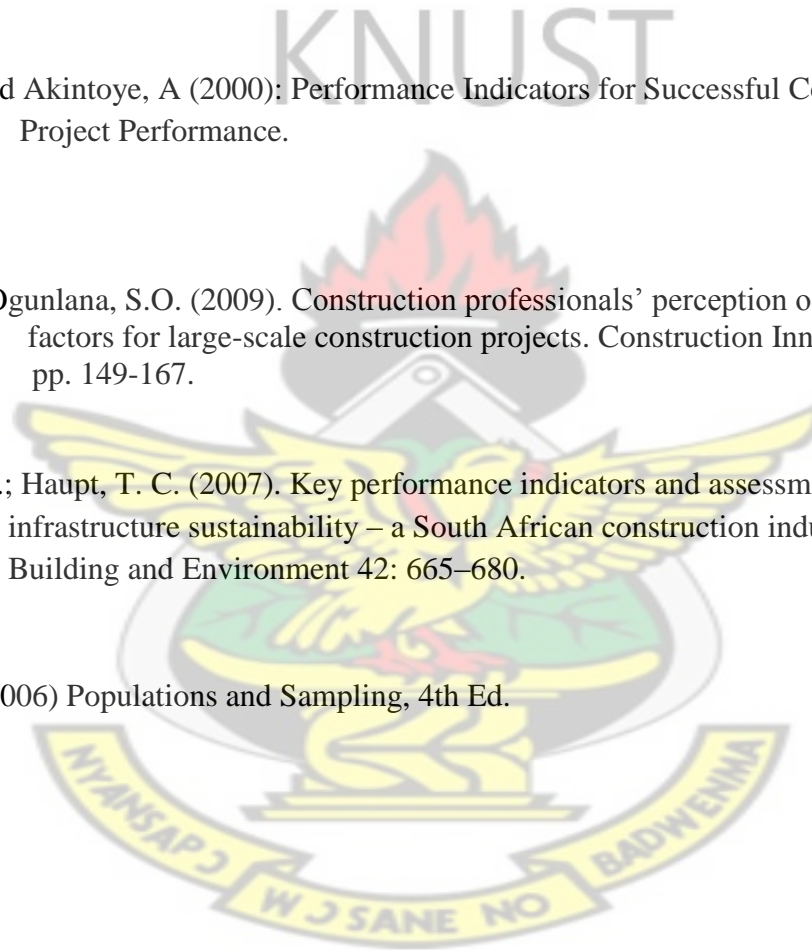 KNUST
d Akintoye, A (2000): Performance Indicators for Successful C
Project Performance.
Ogunlana, S.O. (2009). Construction professionals’ perception o
factors for large-scale construction projects. Construction Inn
pp. 149-167.
.; Haupt, T. C. (2007). Key performance indicators and assessm
infrastructure sustainability – a South African construction indu
Building and Environment 42: 665–680.
006) Populations and Sampling, 4th Ed.
NYANSAPƆ WƆSANE NO BADWENMA